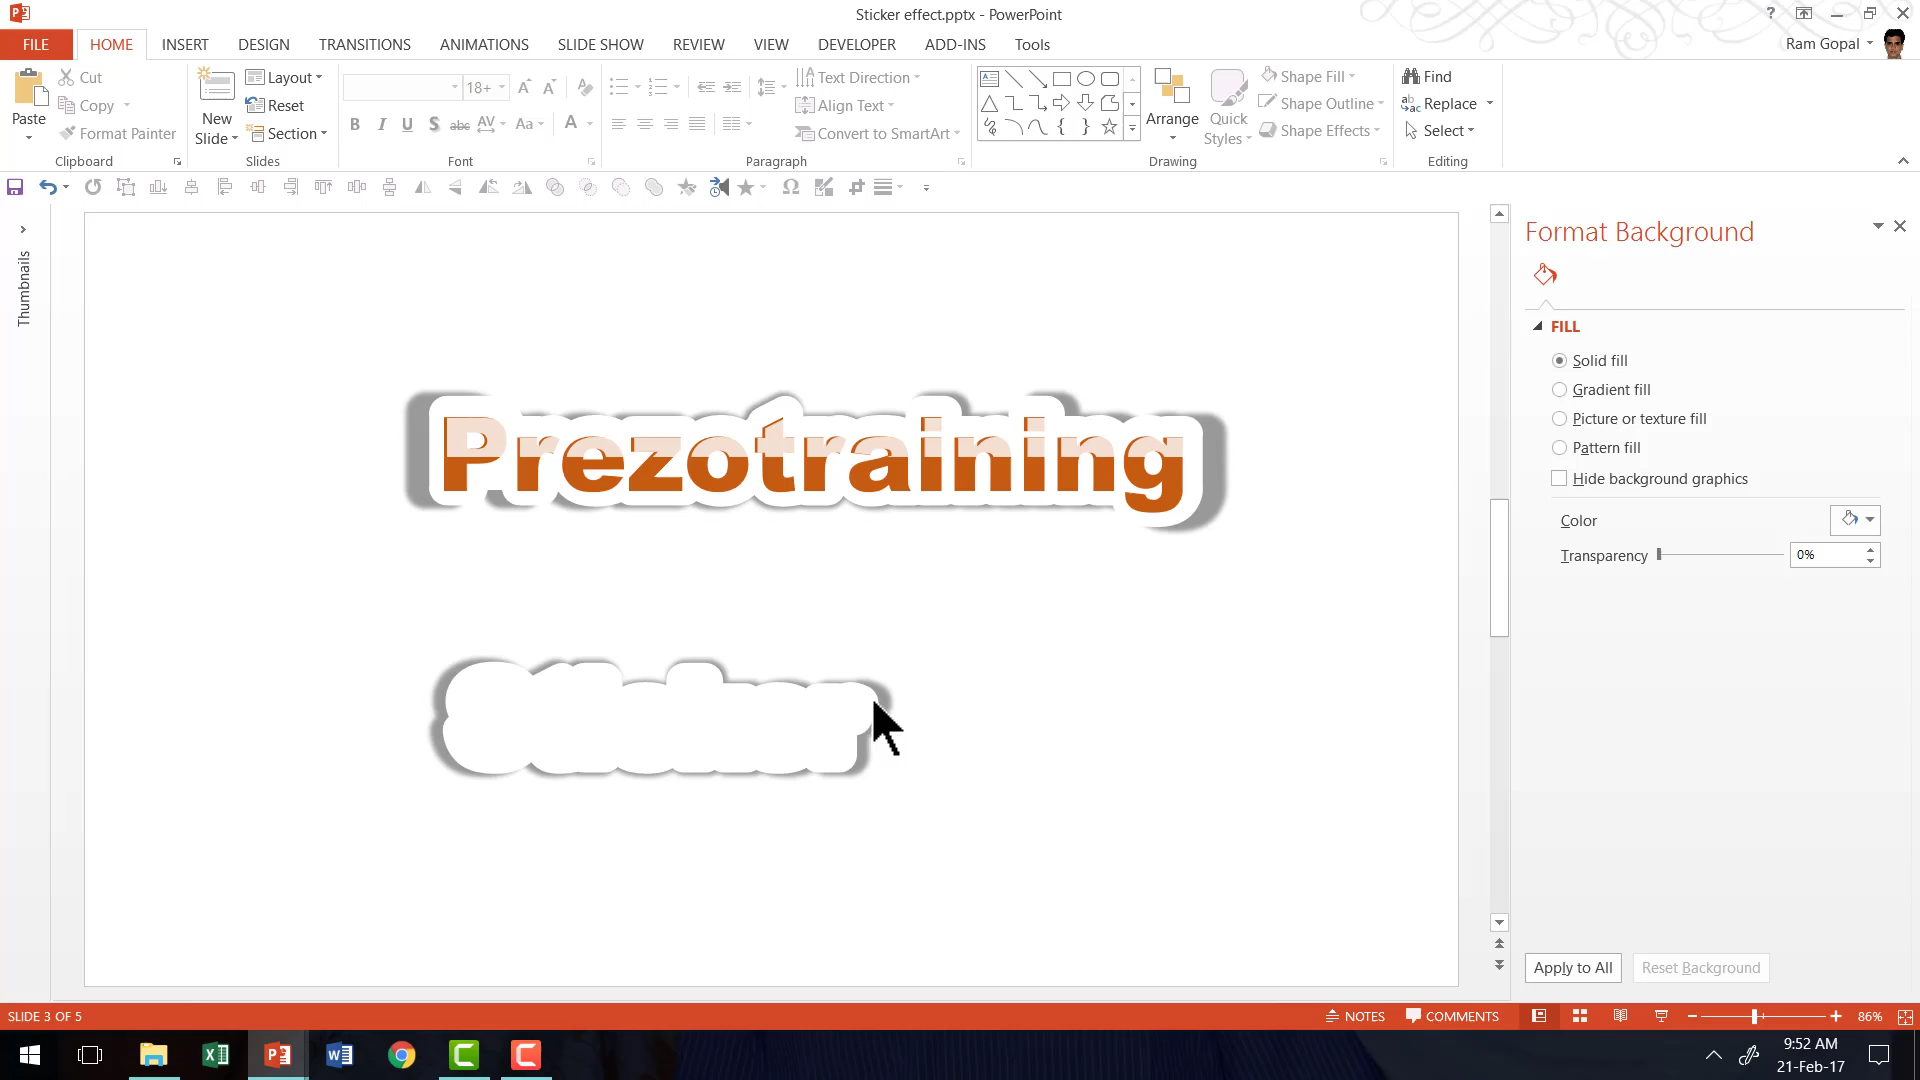 Sticker effect.pptx - PowerPoint
FILE HOME INSERT DESIGN TRANSITIONS ANIMATIONS SLIDE SHOW REVIEW VIEW DEVELOPER ADD-INS Tools Ram Gopal
Paste
Cut
Copy
Format Painter
Clipboard
New
Slide
Layout
Reset
Section
Slides
18+
Aa
Font
Text Direction
Align Text
Convert to SmartArt
Paragraph
Arrange
Quick
Styles
Shape Fill
Shape Outline
Shape Effects
Drawing
Find
Replace
Select
Editing
Thumbnails
Prezotraining
Format Background
FILL
Solid fill
Gradient fill
Picture or texture fill
Pattern fill
Hide background graphics
Color
Transparency 0%
Apply to All Reset Background
SLIDE 3 OF 5 NOTES COMMENTS 86%
9:52 AM
21-Feb-17